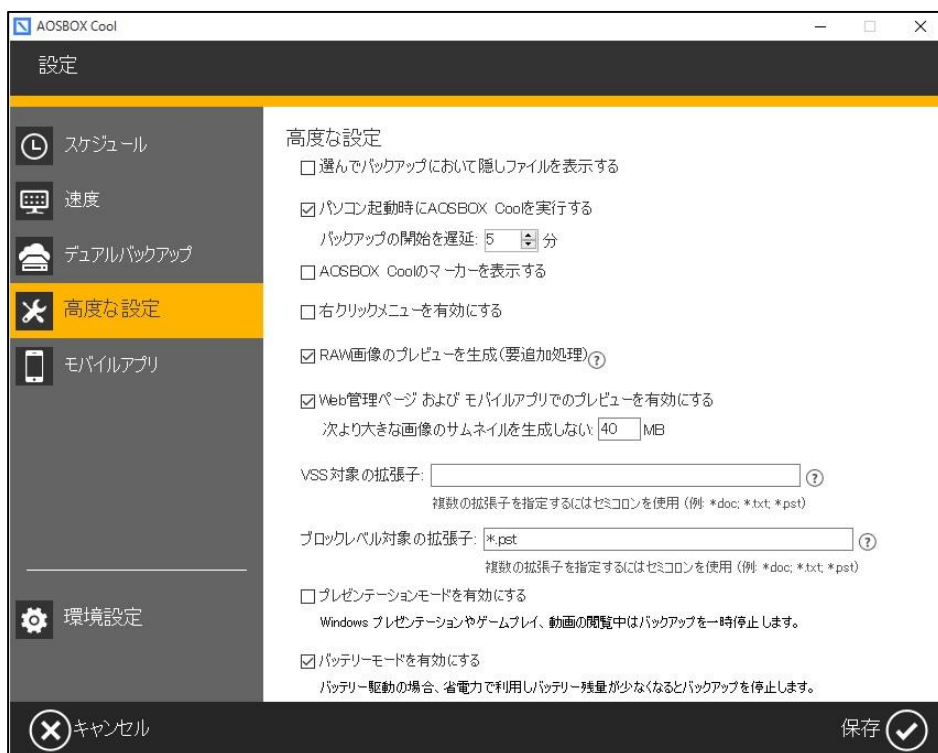 AOSBOX Cool
設定
スケジュール
速度
デュアルバックアップ
高度な設定
モバイルアプリ
環境設定
高度な設定
選んでバックアップにおいて隠しファイルを表示する
パソコン起動時にAOSBOX Coolを実行する
バックアップの開始を遅延: 5 分
AOSBOX Coolのマーカーを表示する
右クリックメニューを有効にする
RAW画像のプレビューを生成(要追加処理) ?
Web管理ページ および モバイルアプリでのプレビューを有効にする
次より大きな画像のサムネイルを生成しない: 40 MB
VSS対象の拡張子: ?
複数の拡張子を指定するにはセミコロンを使用 (例: *doc; *.txt; *pst)
ブロックレベル対象の拡張子: *.pst ?
複数の拡張子を指定するにはセミコロンを使用 (例: *doc; *.txt; *pst)
プレゼンテーションモードを有効にする
Windows プレゼンテーションやゲームプレイ、動画の閲覧中はバックアップを一時停止します。
バッテリーモードを有効にする
バッテリー駆動の場合、省電力で利用しバッテリー残量が少なくなるとバックアップを停止します。
キャンセル
保存